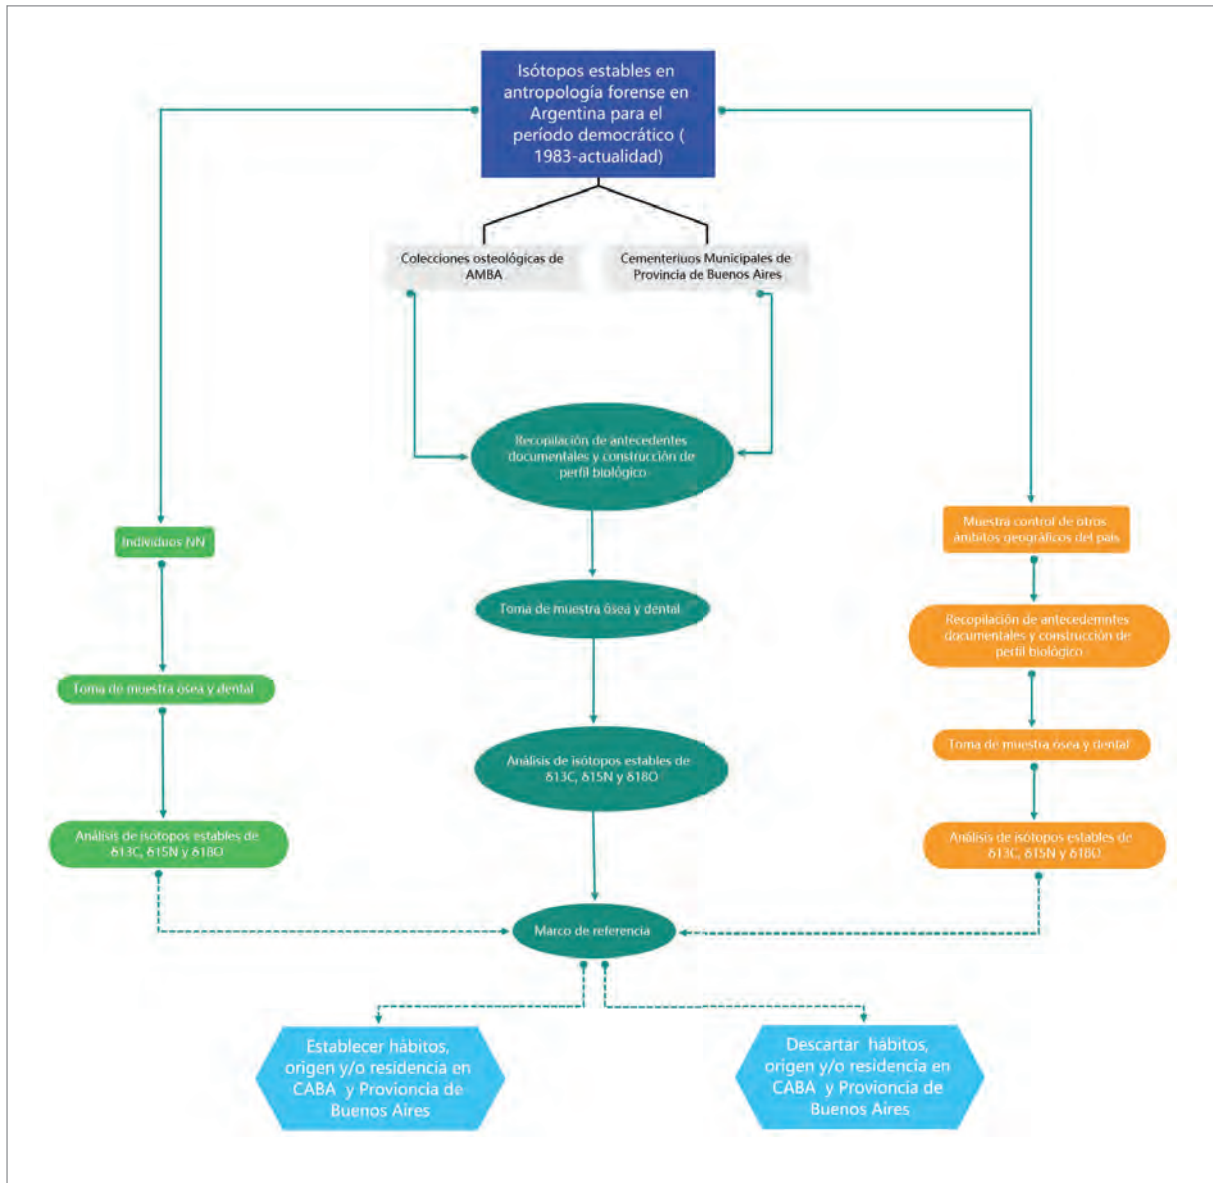 Isótopos estables en
antropología forense en
Argentina para el
período democrático (
1983-actualidad)
Colecciones osteológicas de
AMBA
Cementeriuos Municipales de
Provincia de Buenos Aires
Recopilación de antecedentes
documentales y construcción de
perfil biológico
Individuos NN
Muestra control de otros
ámbitos geográficos del país
Toma de muestra ósea y dental
Recopilación de antecedemntes
documentales y construcción de
perfil biológico
Toma de muestra ósea y dental
Toma de muestra ósea y dental
Análisis de isótopos estables de
δ13C, δ15N y δ18O
Análisis de isótopos estables de
δ13C, δ15N y δ18O
Análisis de isótopos estables de
δ13C, δ15N y δ18O
Marco de referencia
Establecer hábitos,
origen y/o residencia en
CABA y Provioncia de
Buenos Aires
Descartar hábitos,
origen y/o residencia en
CABA y Provioncia de
Buenos Aires